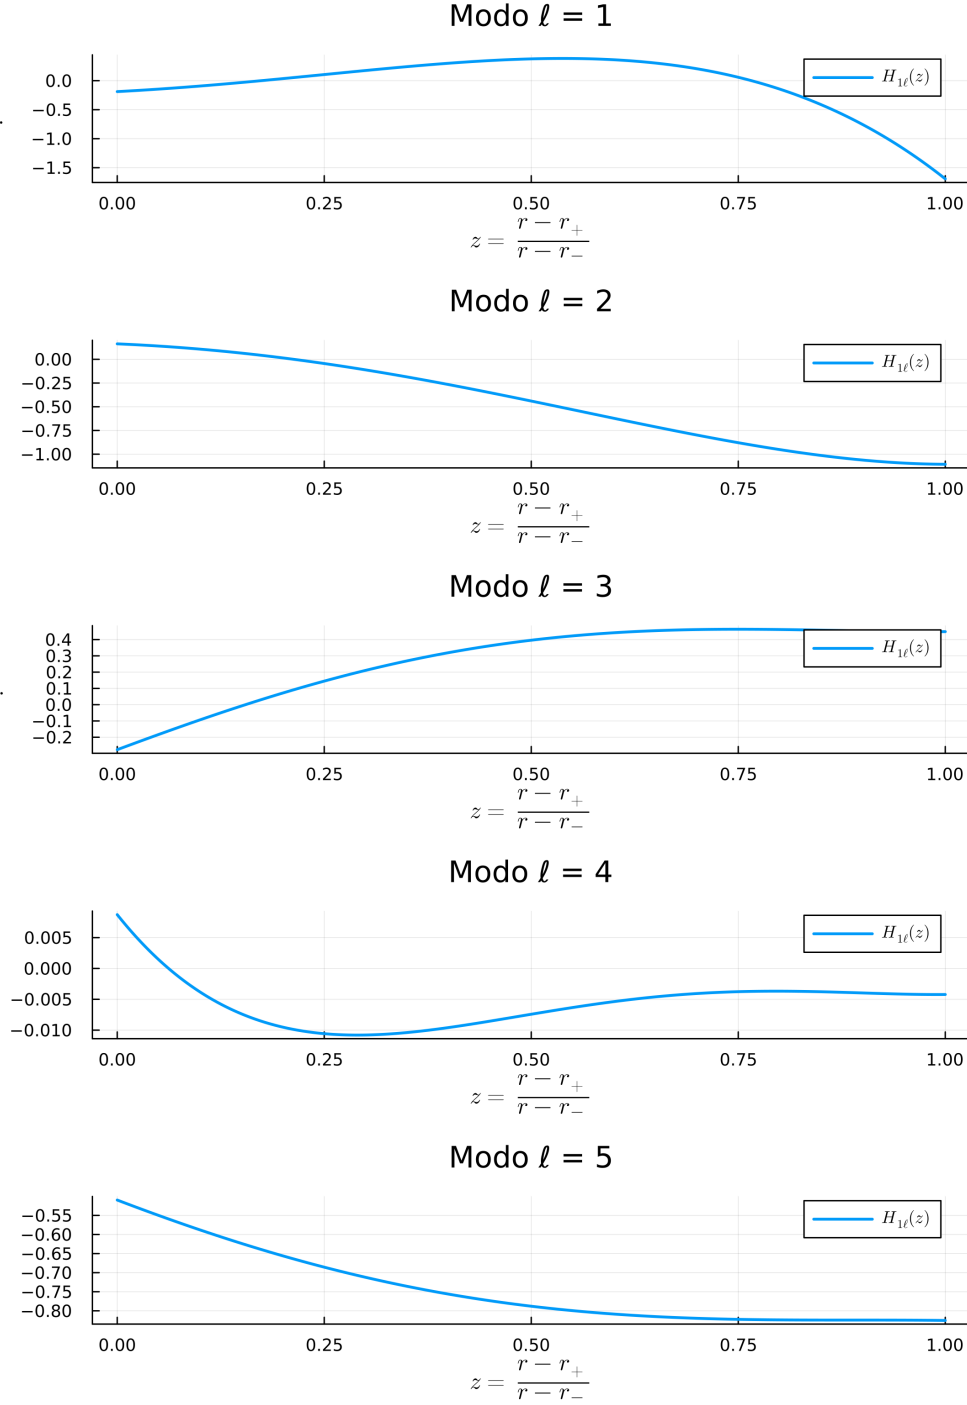 Modo ℓ = 1
H₁ℓ(z)
0.0
−0.5
−1.0
−1.5
0.00 0.25 0.50 0.75 1.00
z = (r − r₊)/(r − r₋)
Modo ℓ = 2
H₁ℓ(z)
0.00
−0.25
−0.50
−0.75
−1.00
0.00 0.25 0.50 0.75 1.00
z = (r − r₊)/(r − r₋)
Modo ℓ = 3
H₁ℓ(z)
0.4
0.3
0.2
0.1
0.0
−0.1
−0.2
0.00 0.25 0.50 0.75 1.00
z = (r − r₊)/(r − r₋)
Modo ℓ = 4
H₁ℓ(z)
0.005
0.000
−0.005
−0.010
0.00 0.25 0.50 0.75 1.00
z = (r − r₊)/(r − r₋)
Modo ℓ = 5
H₁ℓ(z)
−0.55
−0.60
−0.65
−0.70
−0.75
−0.80
0.00 0.25 0.50 0.75 1.00
z = (r − r₊)/(r − r₋)